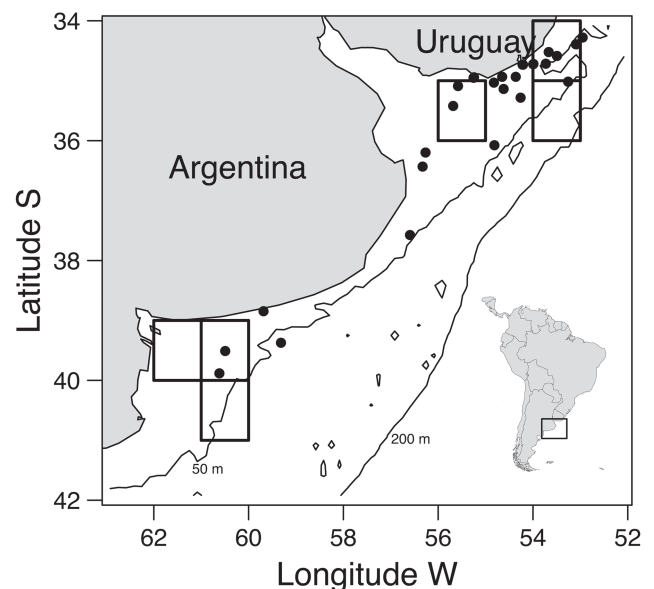 34
Uruguay
36
Argentina
Latitude S
38
40
200 m
50 m
42
62 60 58 56 54 52
Longitude W